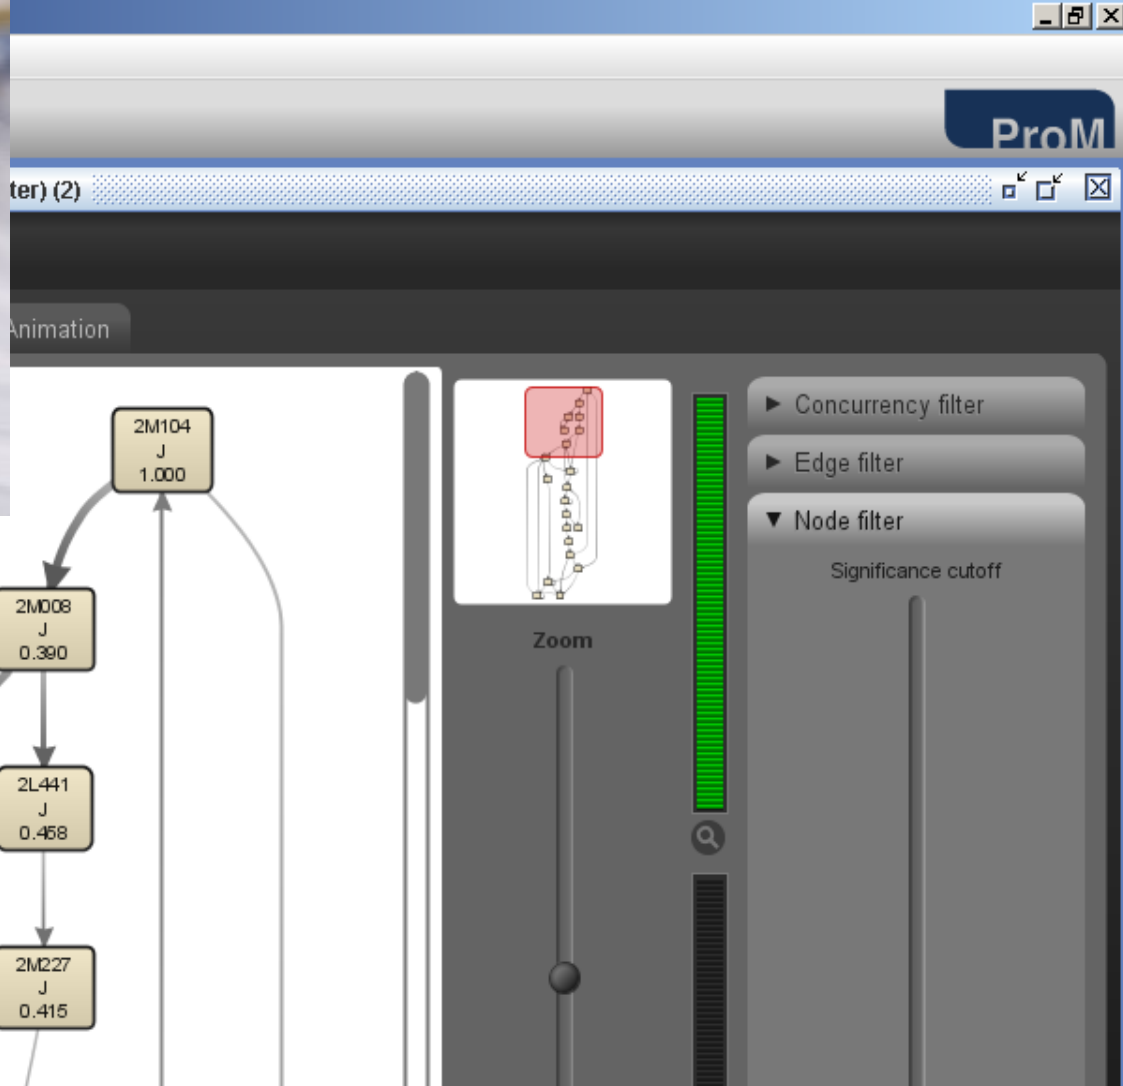 ProM
ter) (2)
Animation
2M104
J
1.000
2M008
J
0.390
2L441
J
0.458
2M227
J
0.415
Zoom
Concurrency filter
Edge filter
Node filter
Significance cutoff